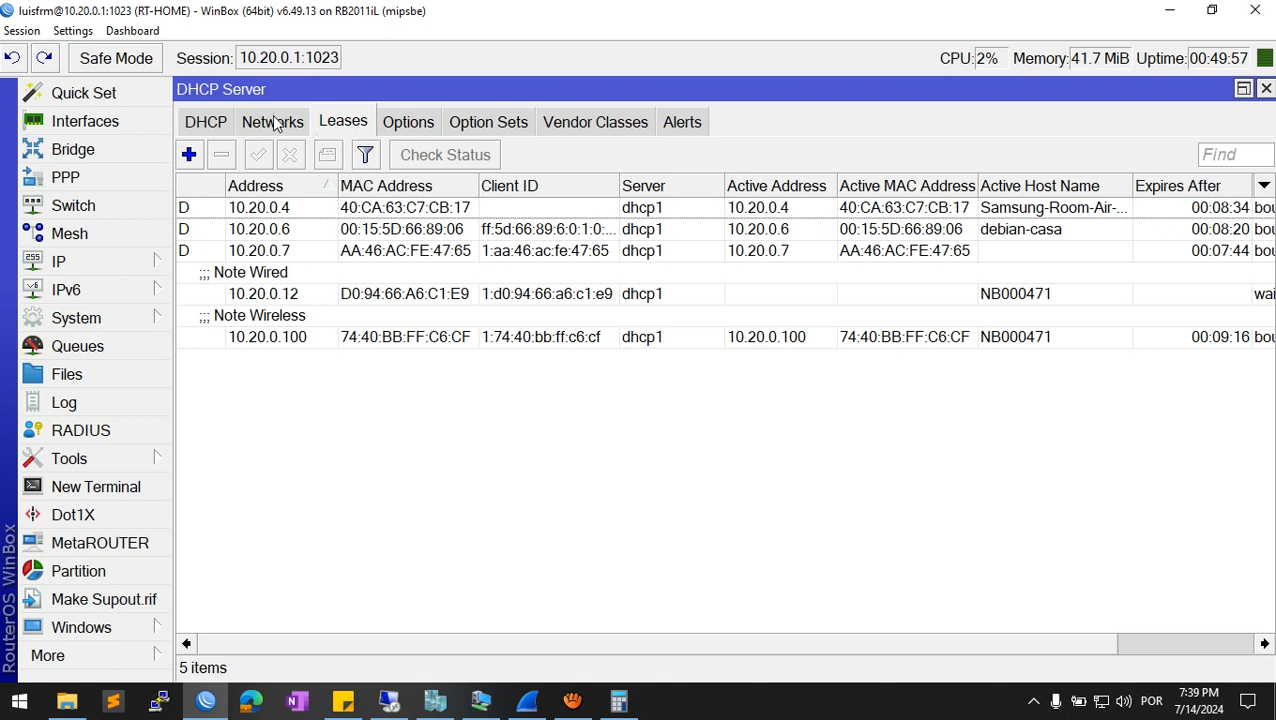 luisfrm@10.20.0.1:1023 (RT-HOME) - WinBox (64bit) v6.49.13 on RB2011iL (mipsbe)
Session Settings Dashboard
Safe Mode Session: 10.20.0.1:1023 CPU: 2% Memory: 41.7 MiB Uptime: 00:49:57
DHCP Server
DHCP Networks Leases Options Option Sets Vendor Classes Alerts
Check Status Find
Address MAC Address Client ID Server Active Address Active MAC Address Active Host Name Expires After
D 10.20.0.4 40:CA:63:C7:CB:17 dhcp1 10.20.0.4 40:CA:63:C7:CB:17 Samsung-Room-Air-... 00:08:34 bou
D 10.20.0.6 00:15:5D:66:89:06 ff:5d:66:89:6:0:1:0:... dhcp1 10.20.0.6 00:15:5D:66:89:06 debian-casa 00:08:20 bou
D 10.20.0.7 AA:46:AC:FE:47:65 1:aa:46:ac:fe:47:65 dhcp1 10.20.0.7 AA:46:AC:FE:47:65 00:07:44 bou
;;; Note Wired
10.20.0.12 D0:94:66:A6:C1:E9 1:d0:94:66:a6:c1:e9 dhcp1 NB000471 wai
;;; Note Wireless
10.20.0.100 74:40:BB:FF:C6:CF 1:74:40:bb:ff:c6:cf dhcp1 10.20.0.100 74:40:BB:FF:C6:CF NB000471 00:09:16 bou
5 items
Quick Set
Interfaces
Bridge
PPP
Switch
Mesh
255
IP
v6
IPv6
System
Queues
Files
Log
RADIUS
Tools
New Terminal
Dot1X
MetaROUTER
Partition
Make Supout.rif
Windows
More
RouterOS WinBox
POR
7:39 PM
7/14/2024